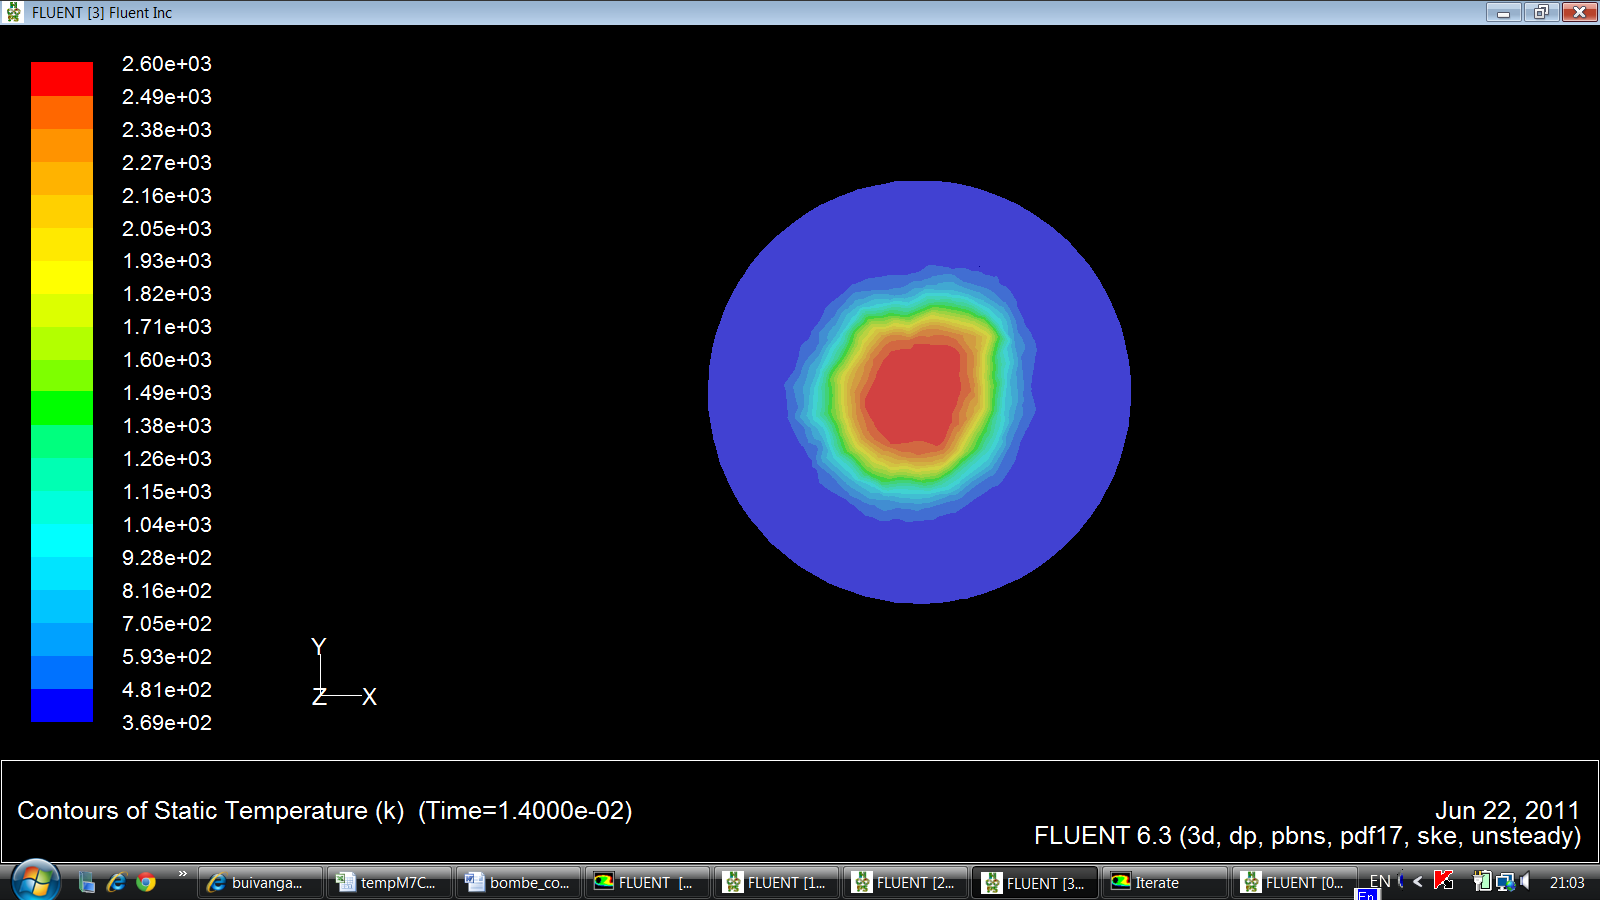 FLUENT [3] Fluent Inc
2.60e+03
2.49e+03
2.38e+03
2.27e+03
2.16e+03
2.05e+03
1.93e+03
1.82e+03
1.71e+03
1.60e+03
1.49e+03
1.38e+03
1.26e+03
1.15e+03
1.04e+03
9.28e+02
8.16e+02
7.05e+02
5.93e+02
4.81e+02
3.69e+02
Y
Z X
Contours of Static Temperature (k) (Time=1.4000e-02)
Jun 22, 2011
FLUENT 6.3 (3d, dp, pbns, pdf17, ske, unsteady)
buivanga... tempM7C... bombe_co... FLUENT [... FLUENT [1... FLUENT [2... FLUENT [3... Iterate FLUENT [0... EN 21:03
En